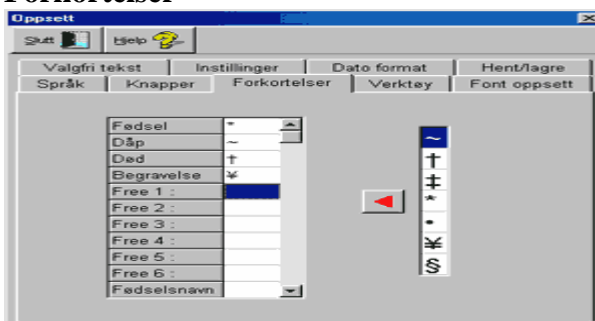 Forkortelser
Oppsett
Slutt Hjelp
Valgfri tekst Instillinger Dato format Hent/lagre
Språk Knapper Forkortelser Verktøy Font oppsett
Fødsel *
Dåp ~
Død †
Begravelse ¥
Free 1 :
Free 2 :
Free 3 :
Free 4 :
Free 5 :
Free 6 :
Fødselsnavn
~
†
‡
*
•
¥
§